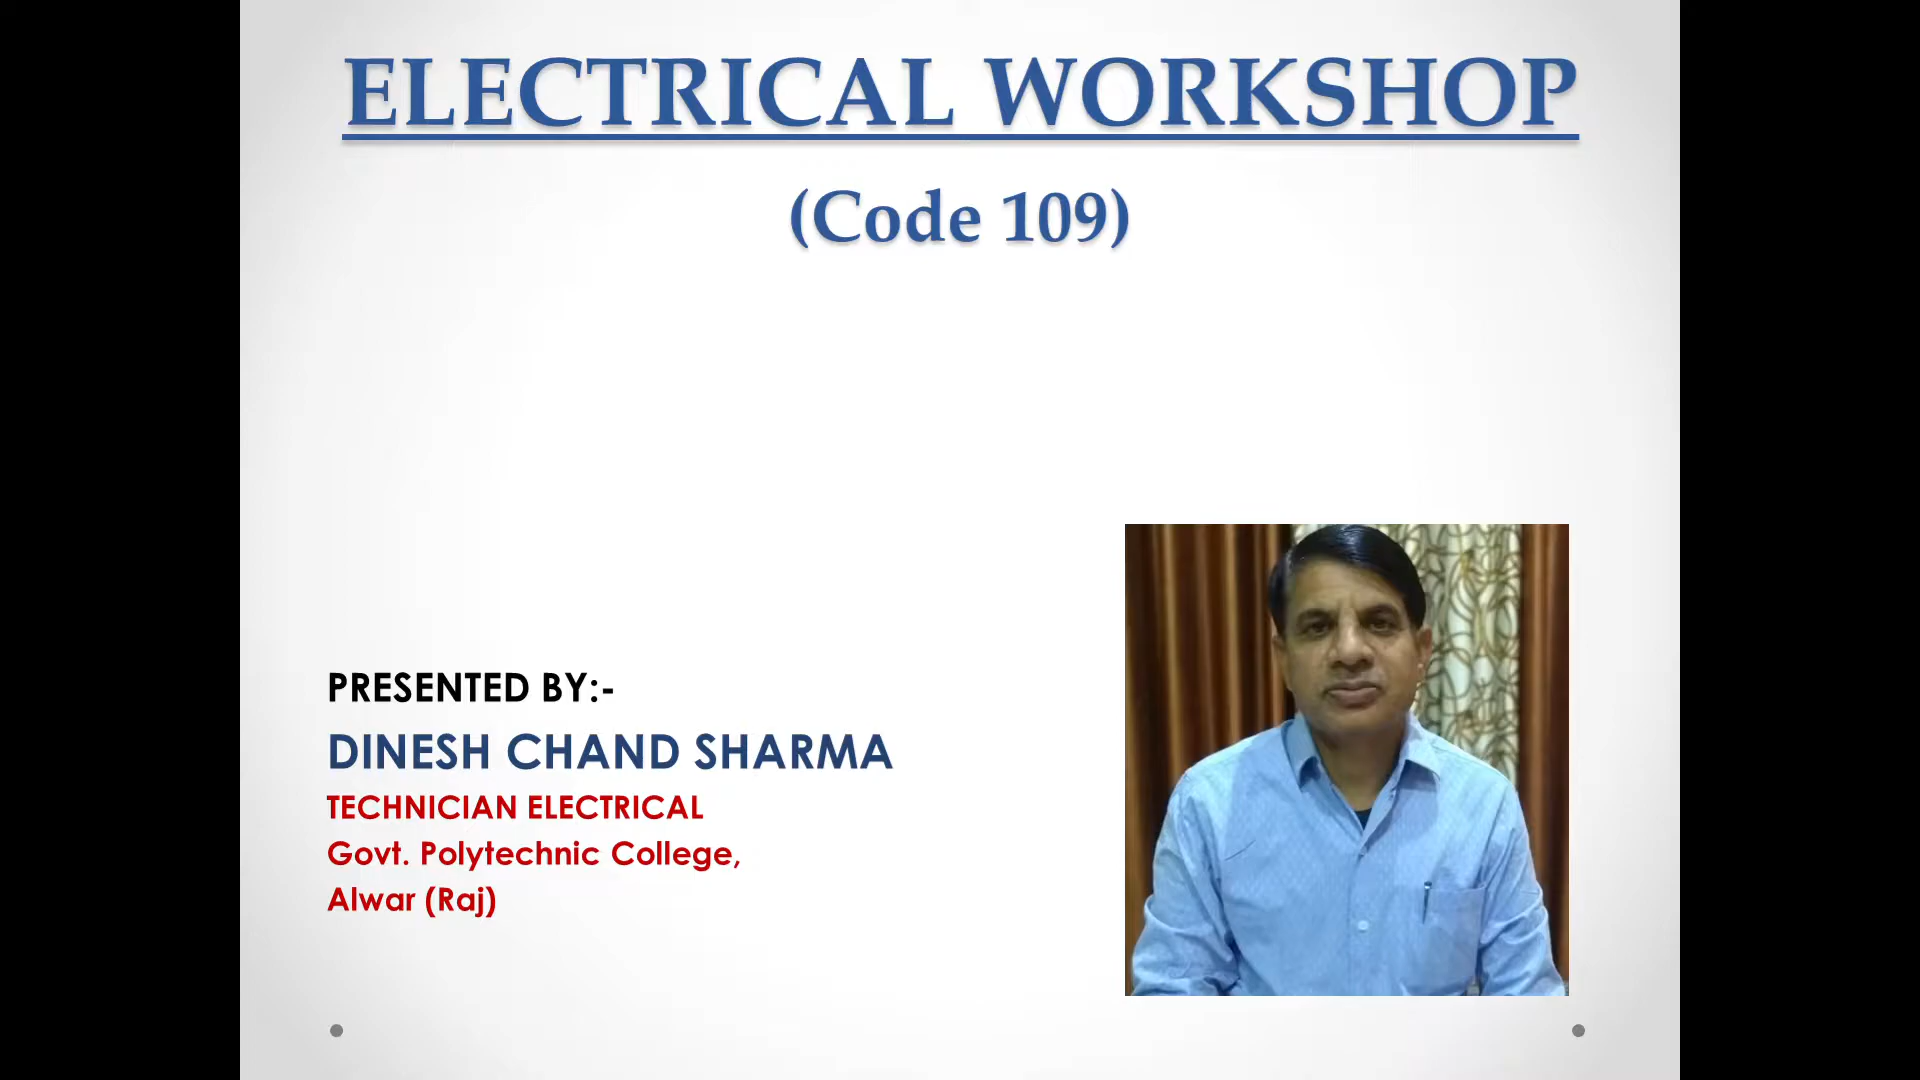 ELECTRICAL WORKSHOP
(Code 109)
PRESENTED BY:-
DINESH CHAND SHARMA
TECHNICIAN ELECTRICAL
Govt. Polytechnic College,
Alwar (Raj)